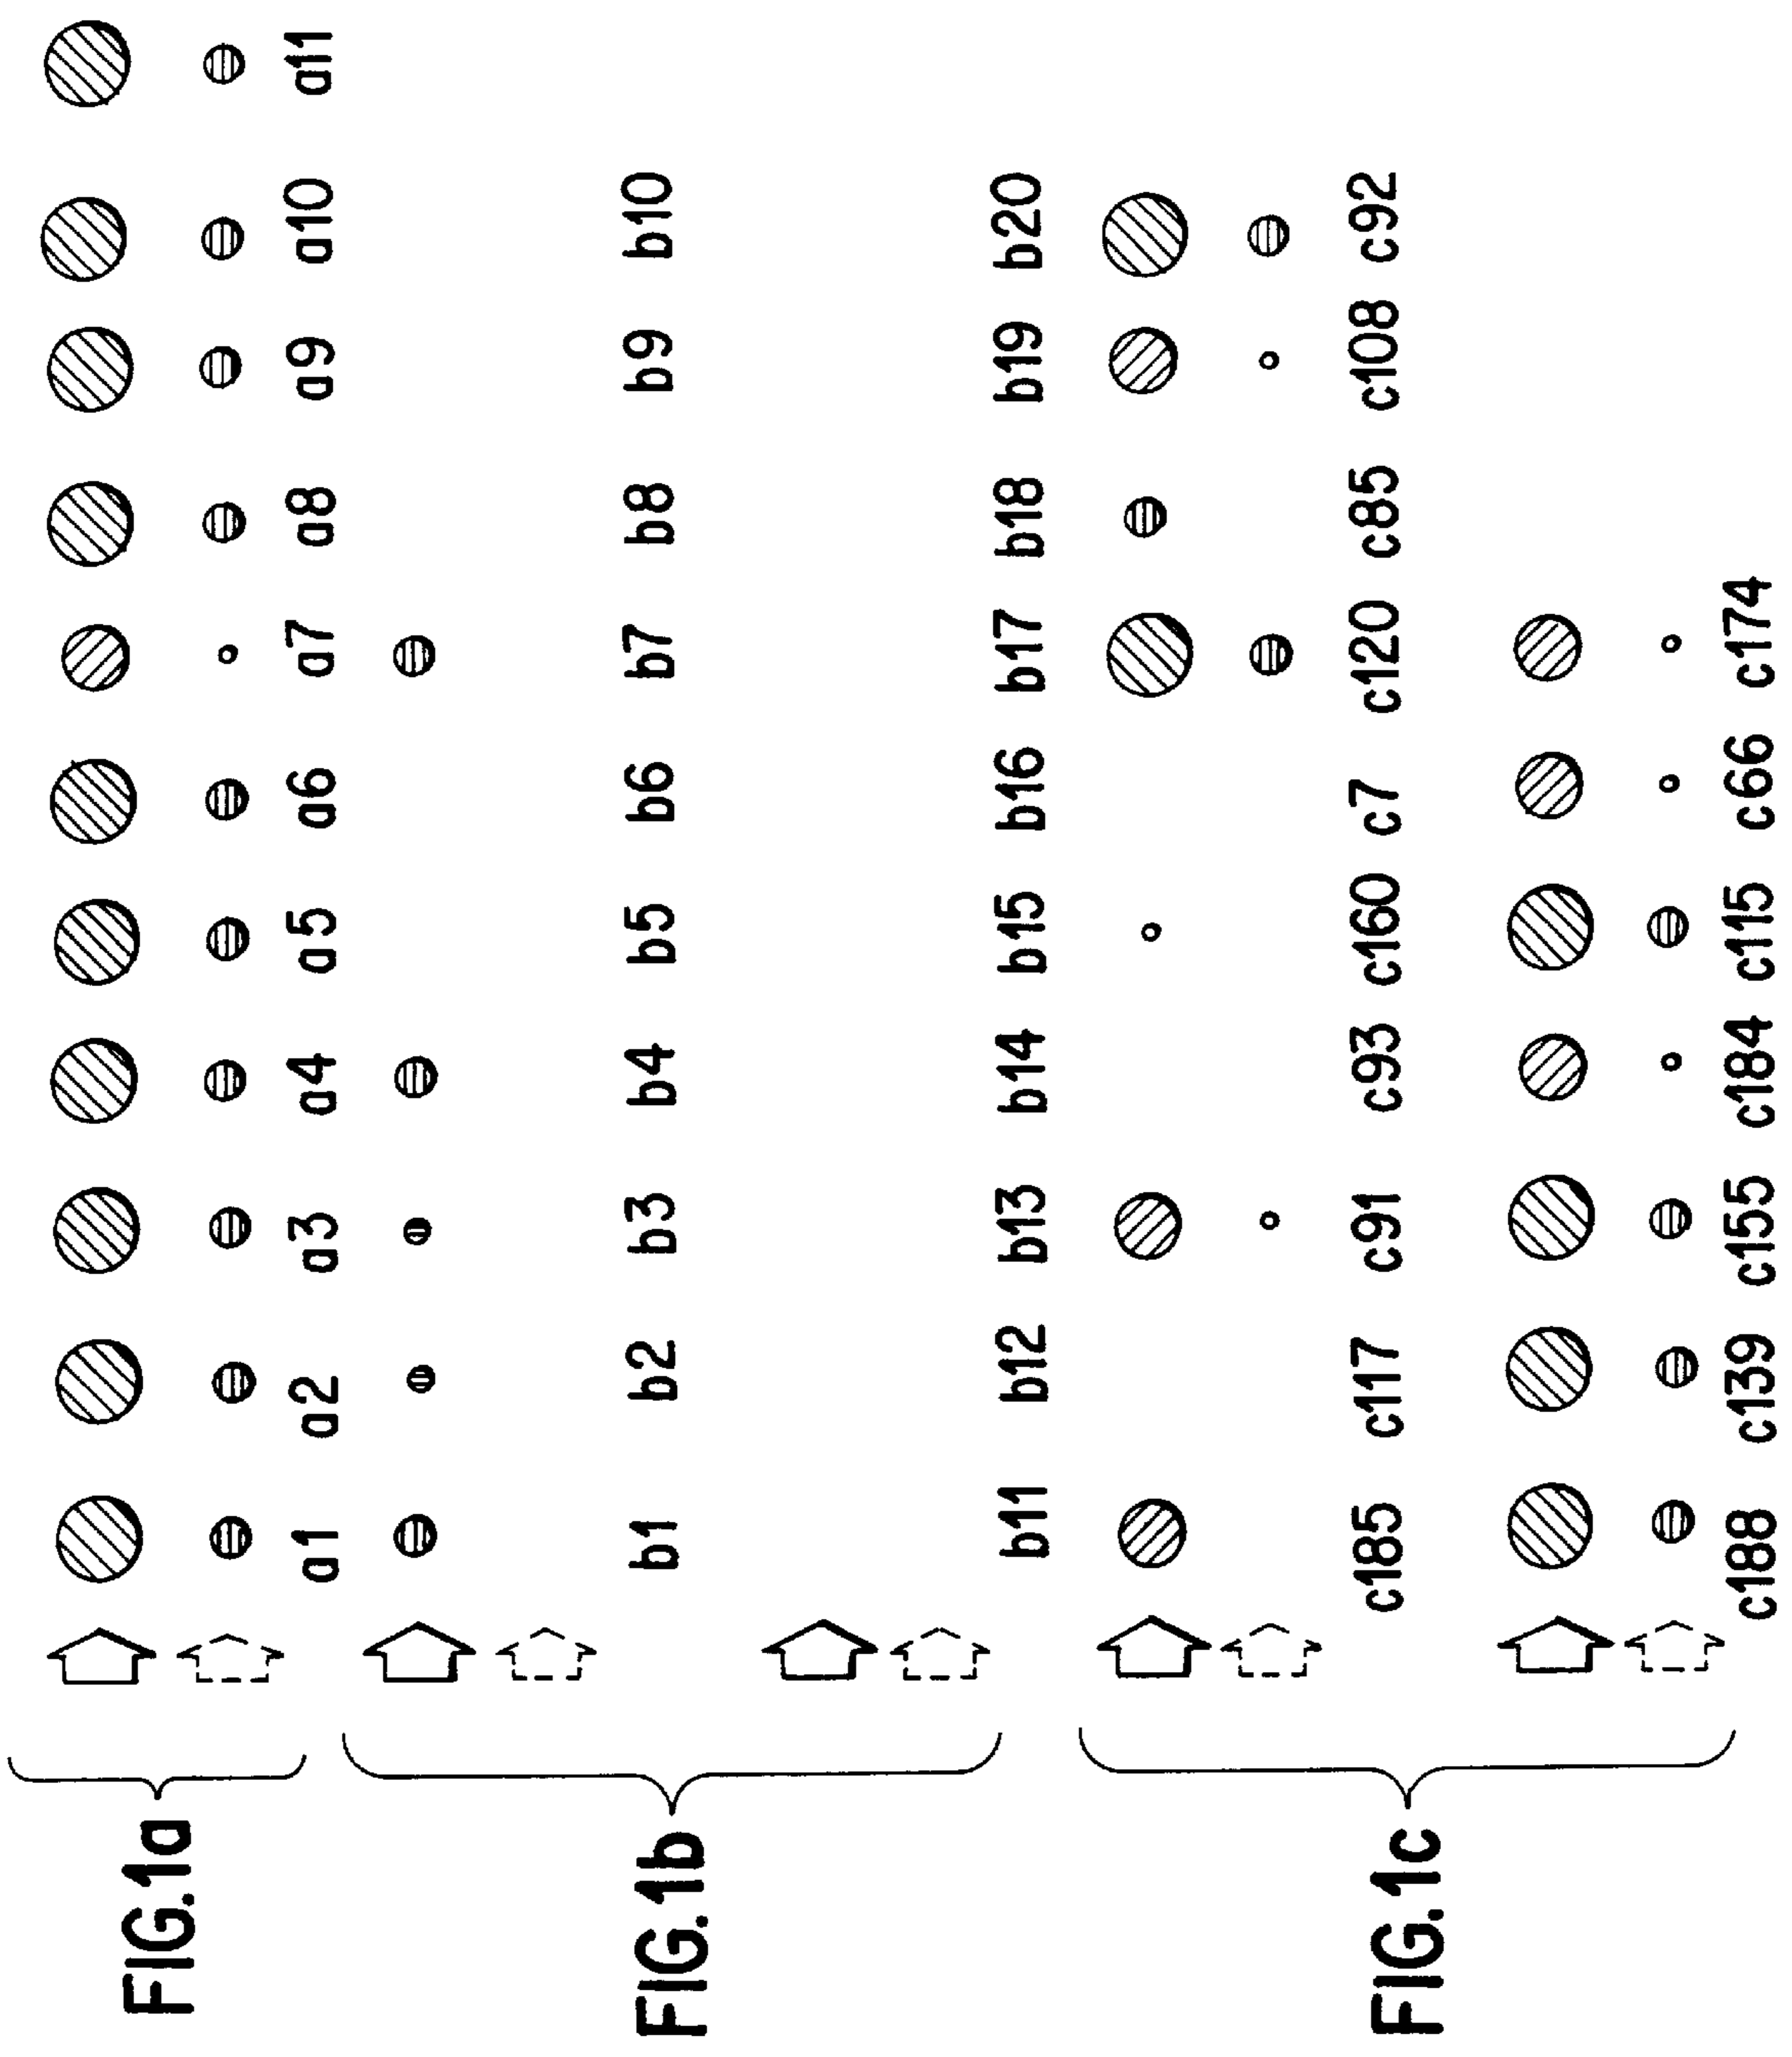 FIG.1a
a1 a2 a3 a4 a5 a6 a7 a8 a9 a10 a11
FIG.1b
b1 b2 b3 b4 b5 b6 b7 b8 b9 b10
b11 b12 b13 b14 b15 b16 b17 b18 b19 b20
FIG.1c
c185 c117 c91 c93 c160 c7 c120 c85 c108 c92
c188 c139 c155 c184 c115 c66 c174